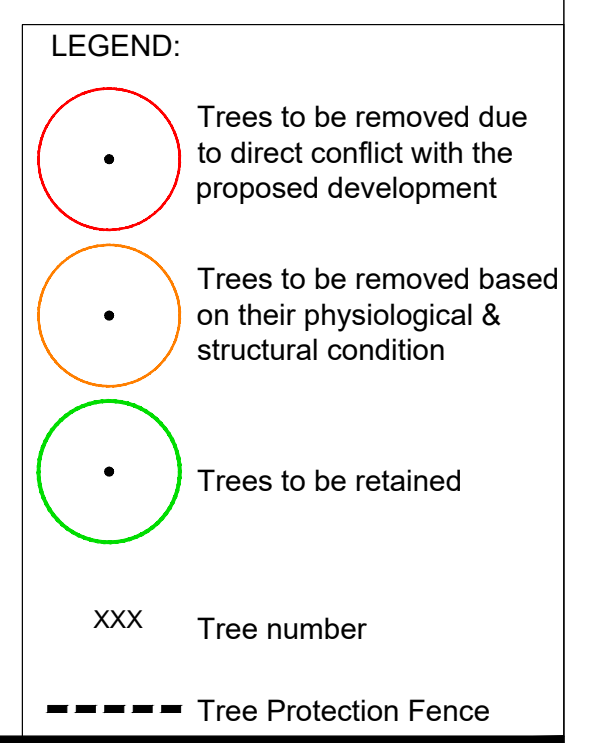 LEGEND:
Trees to be removed due
to direct conflict with the
proposed development
Trees to be removed based
on their physiological &
structural condition
Trees to be retained
XXX Tree number
Tree Protection Fence